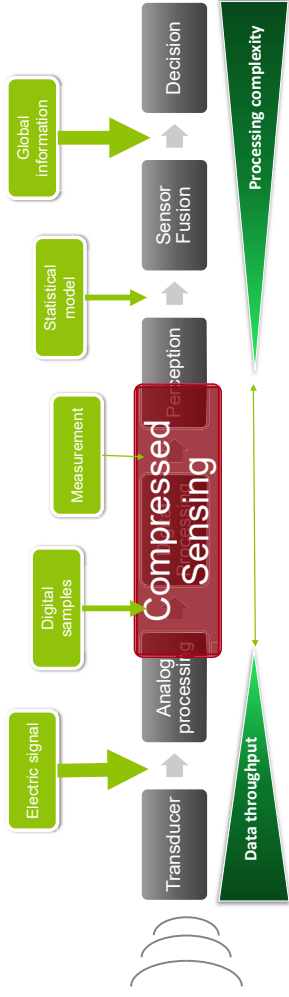 Electric signal
Digital
samples
Measurement
Statistical
model
Global
information
Transducer
Analog
processing
Compressed
Sensing
Processing
Perception
Sensor
Fusion
Decision
Data throughput
Processing complexity